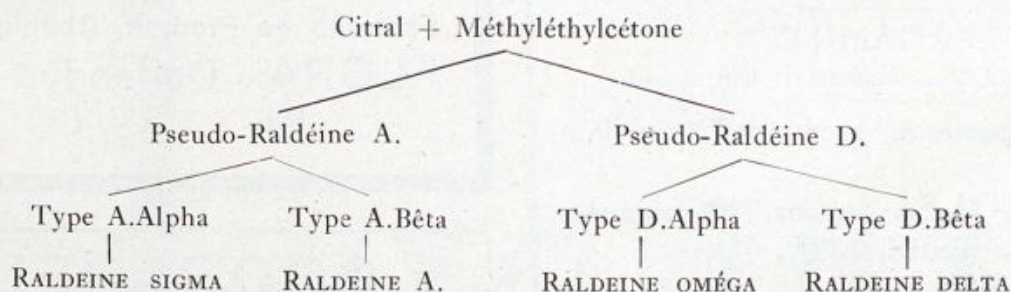 Citral + Méthyléthylcétone
Pseudo-Raldéine A. Pseudo-Raldéine D.
Type A.Alpha Type A.Bêta Type D.Alpha Type D.Bêta
RALDEINE SIGMA RALDEINE A. RALDEINE OMÉGA RALDEINE DELTA